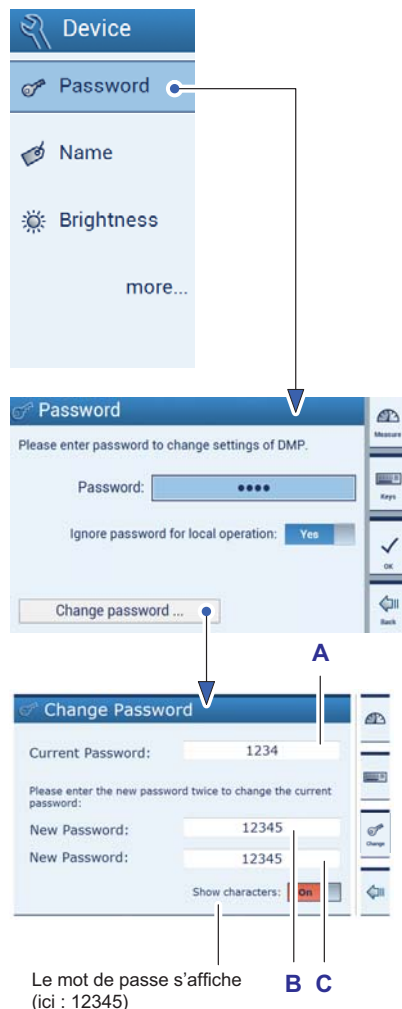 Device
Password
Name
Brightness
more...
Password
Please enter password to change settings of DMP.
Password: ••••
Ignore password for local operation: Yes
Change password ...
Measure
Keys
OK
Back
A
Change Password
Current Password: 1234
Please enter the new password twice to change the current
password:
New Password: 12345
New Password: 12345
Show characters: On
Change
Le mot de passe s’affiche
(ici : 12345)
B C